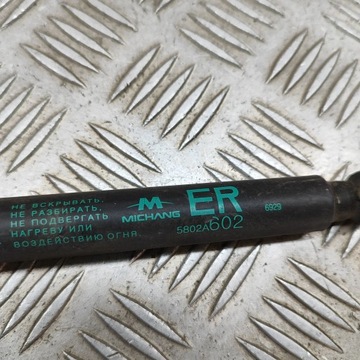 НЕ ВСКРЫВАТЬ,
НЕ РАЗБИРАТЬ,
НЕ ПОДВЕРГАТЬ
НАГРЕВУ ИЛИ
ВОЗДЕЙСТВИЮ ОГНЯ.
MICHANG
ER
5802A602
6929